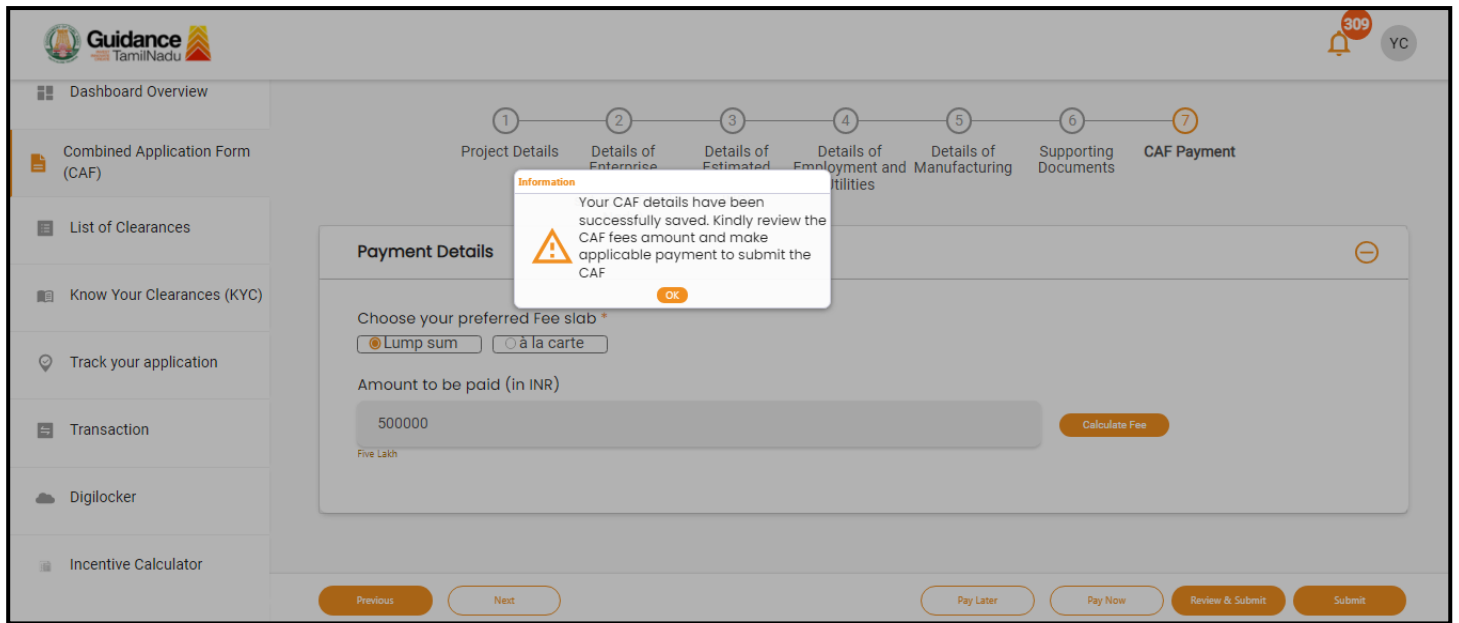 Guidance
TamilNadu
309
YC
Dashboard Overview
Combined Application Form
(CAF)
List of Clearances
Know Your Clearances (KYC)
Track your application
Transaction
Digilocker
Incentive Calculator
1
2
3
4
5
6
7
Project Details
Details of
Enterprise
Details of
Estimated
Details of
Employment and
Utilities
Details of
Manufacturing
Supporting
Documents
CAF Payment
Information
Your CAF details have been
successfully saved. Kindly review the
CAF fees amount and make
applicable payment to submit the
CAF
OK
Payment Details
Choose your preferred Fee slab *
Lump sum
à la carte
Amount to be paid (in INR)
500000
Calculate Fee
Five Lakh
Previous
Next
Pay Later
Pay Now
Review & Submit
Submit